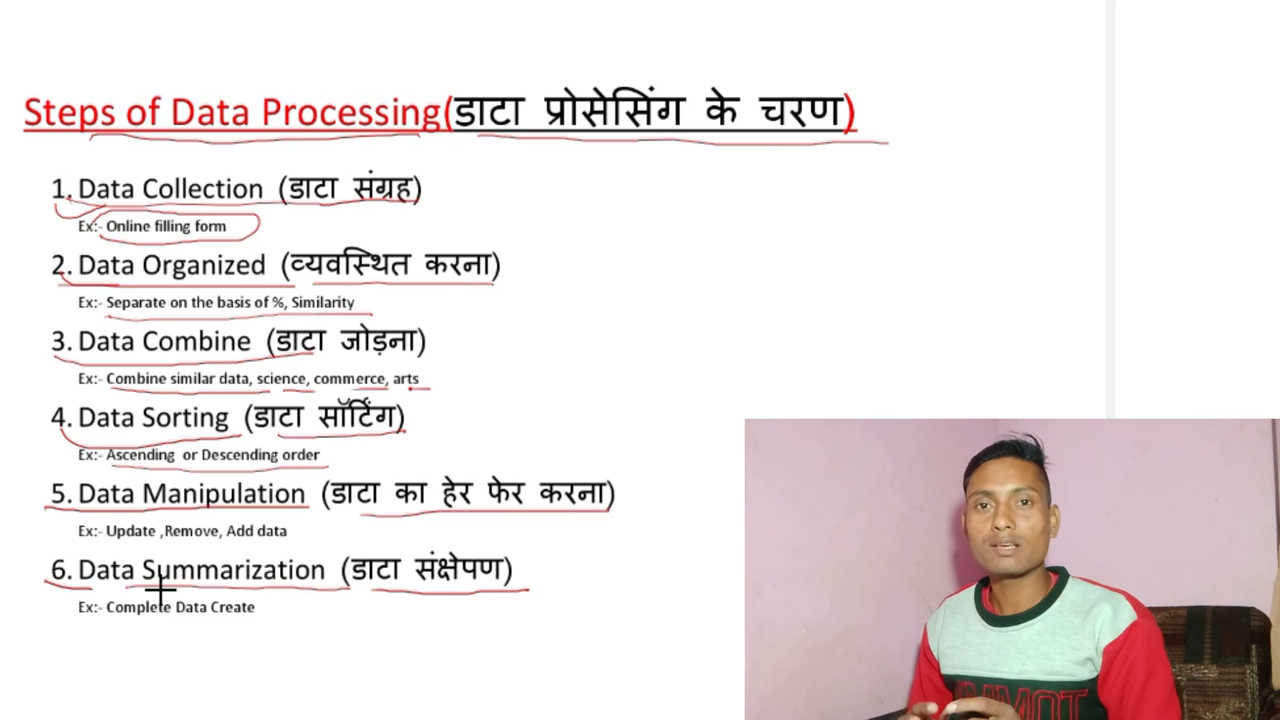 Steps of Data Processing(डाटा प्रोसेसिंग के चरण)
1. Data Collection (डाटा संग्रह)
Ex:- Online filling form
2. Data Organized (व्यवस्थित करना)
Ex:- Separate on the basis of %, Similarity
3. Data Combine (डाटा जोड़ना)
Ex:- Combine similar data, science, commerce, arts
4. Data Sorting (डाटा सॉर्टिंग)
Ex:- Ascending or Descending order
5. Data Manipulation (डाटा का हेर फेर करना)
Ex:- Update ,Remove, Add data
6. Data Summarization (डाटा संक्षेपण)
Ex:- Complete Data Create